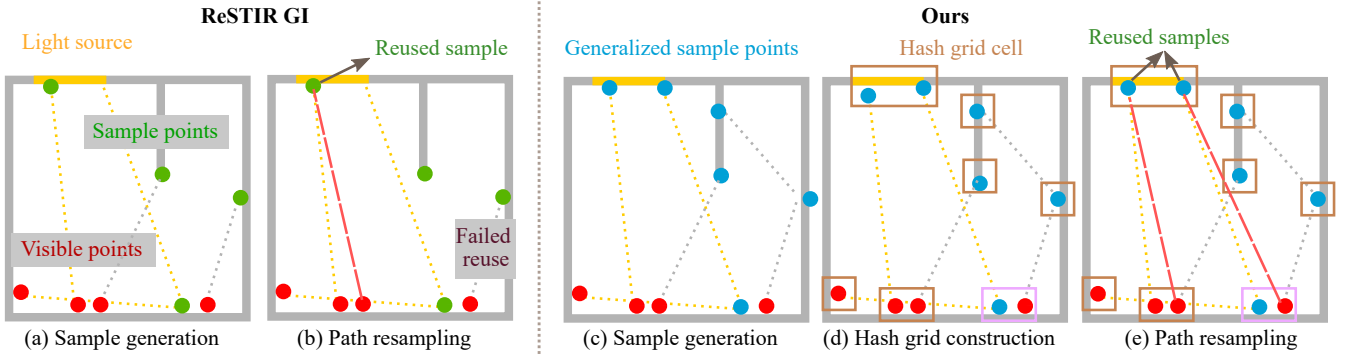 ReSTIR GI
Ours
Light source
Reused sample
Generalized sample points
Hash grid cell
Reused samples
Sample points
Visible points
Failed
reuse
(a) Sample generation
(b) Path resampling
(c) Sample generation
(d) Hash grid construction
(e) Path resampling